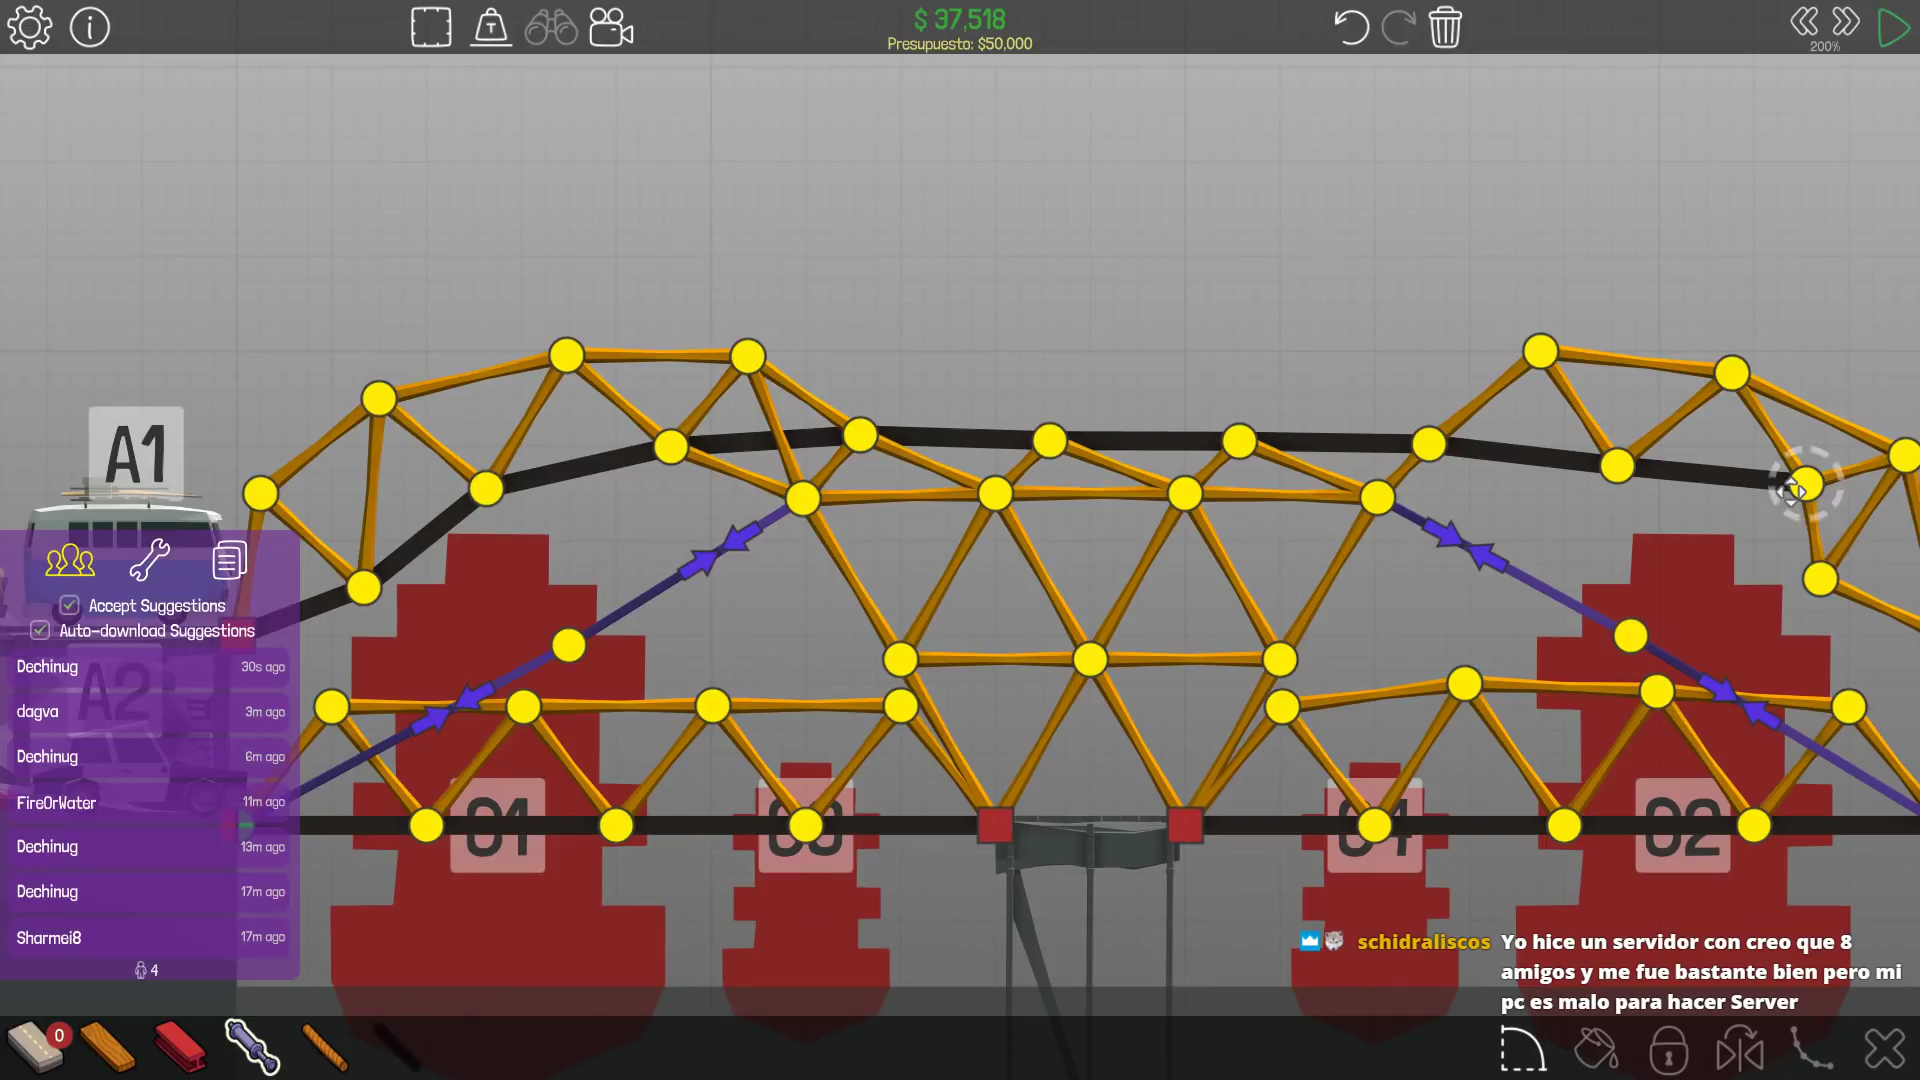 $ 37,518
Presupuesto: $50,000
200%
A1
Accept Suggestions
Auto-download Suggestions
Dechinug 30s ago
A2
dagva 3m ago
Dechinug 6m ago
FireOrWater 11m ago
Dechinug 13m ago
Dechinug 17m ago
Sharmei8 17m ago
4
01
03
04
02
schidraliscos Yo hice un servidor con creo que 8
amigos y me fue bastante bien pero mi
pc es malo para hacer Server
0